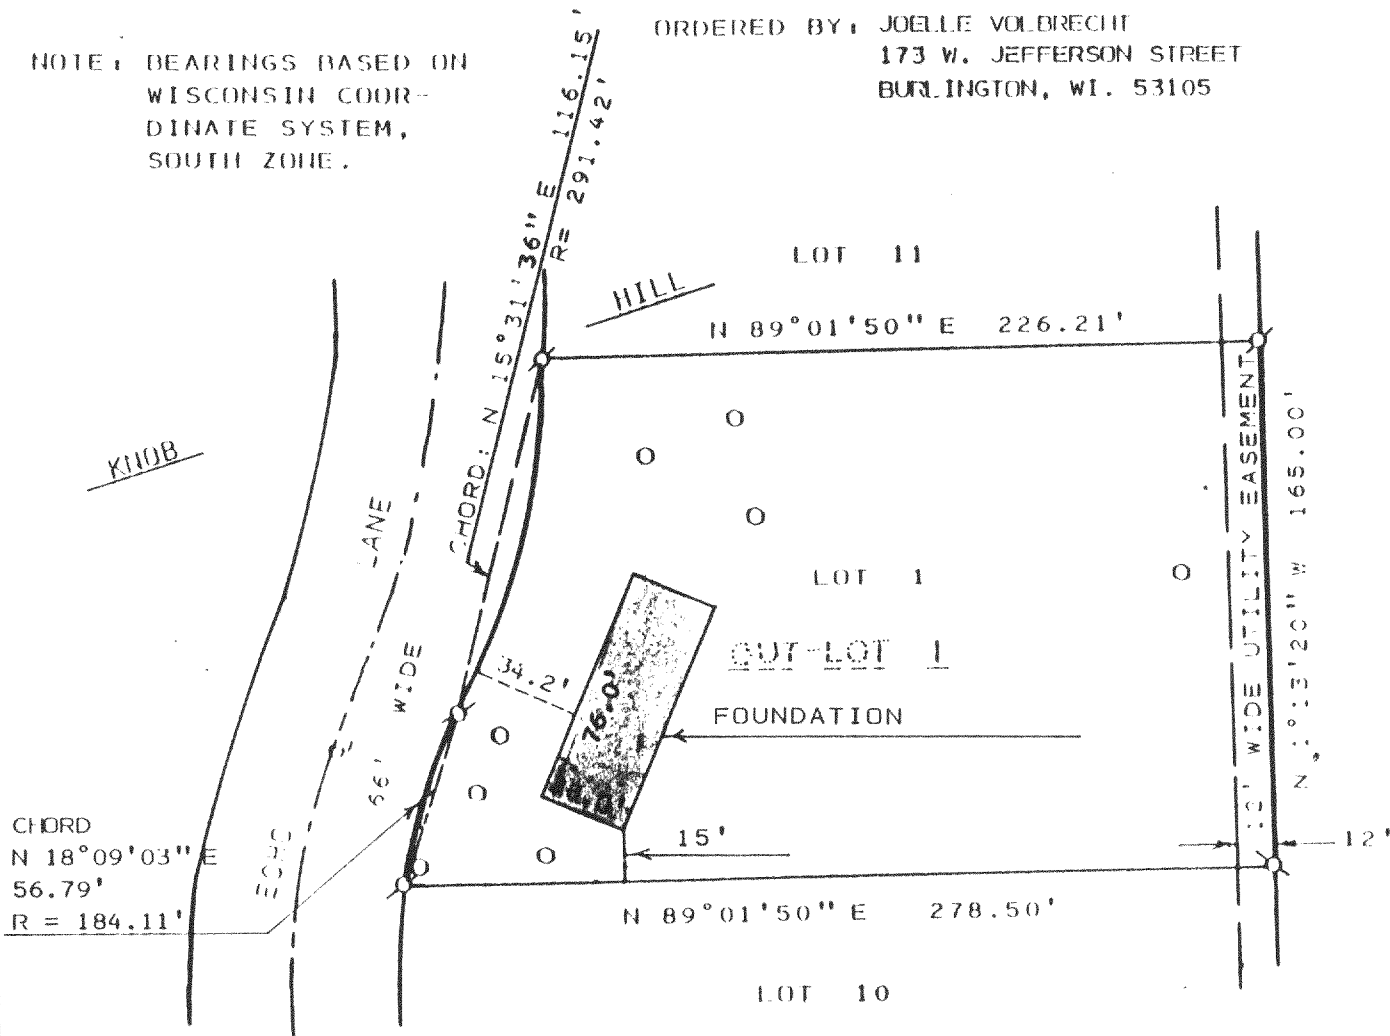 ORDERED BY: JOELLE VOLBRECHT
173 W. JEFFERSON STREET
BURLINGTON, WI. 53105
NOTE: BEARINGS BASED ON
WISCONSIN COOR-
DINATE SYSTEM,
SOUTH ZONE.
CHORD: N 15°31'36" E 116.15'
R= 291.42'
LOT 11
HILL
N 89°01'50" E 226.21'
KNOB
LANE
WIDE
66'
ECHO
34.2'
76.0'
LOT 1
OUT-LOT 1
FOUNDATION
12' WIDE UTILITY EASEMENT
165.00'
15'
12'
CHORD
N 18°09'03" E
56.79'
R = 184.11'
N 89°01'50" E 278.50'
LOT 10